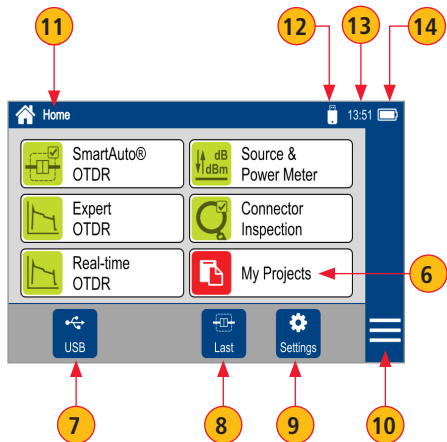 11
12
13
14
Home
13:51
SmartAuto®
OTDR
dB
dBm
Source &
Power Meter
Expert
OTDR
Connector
Inspection
Real-time
OTDR
My Projects
6
USB
Last
Settings
7
8
9
10